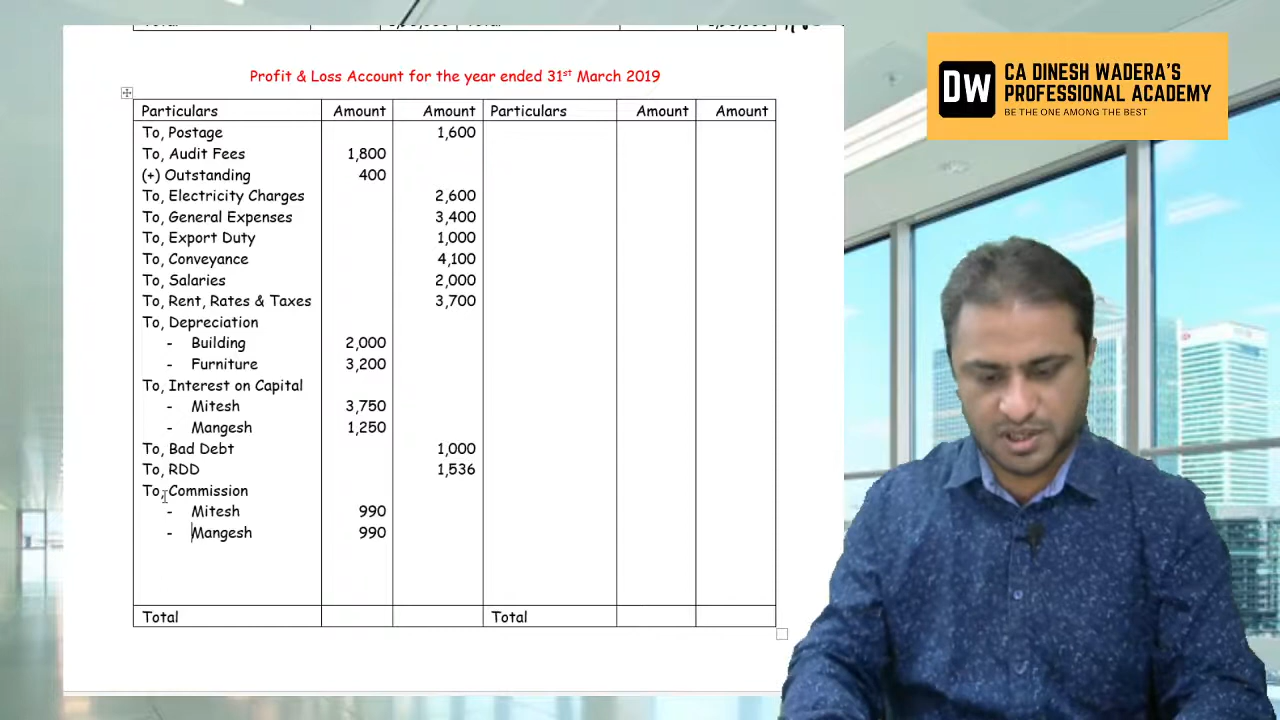 Profit & Loss Account for the year ended 31st March 2019
Particulars Amount Amount Particulars Amount Amount
To, Postage 1,600
To, Audit Fees 1,800
(+) Outstanding 400
To, Electricity Charges 2,600
To, General Expenses 3,400
To, Export Duty 1,000
To, Conveyance 4,100
To, Salaries 2,000
To, Rent, Rates & Taxes 3,700
To, Depreciation
- Building 2,000
- Furniture 3,200
To, Interest on Capital
- Mitesh 3,750
- Mangesh 1,250
To, Bad Debt 1,000
To, RDD 1,536
To, Commission
- Mitesh 990
- Mangesh 990
Total Total
DW
CA DINESH WADERA'S
PROFESSIONAL ACADEMY
BE THE ONE AMONG THE BEST